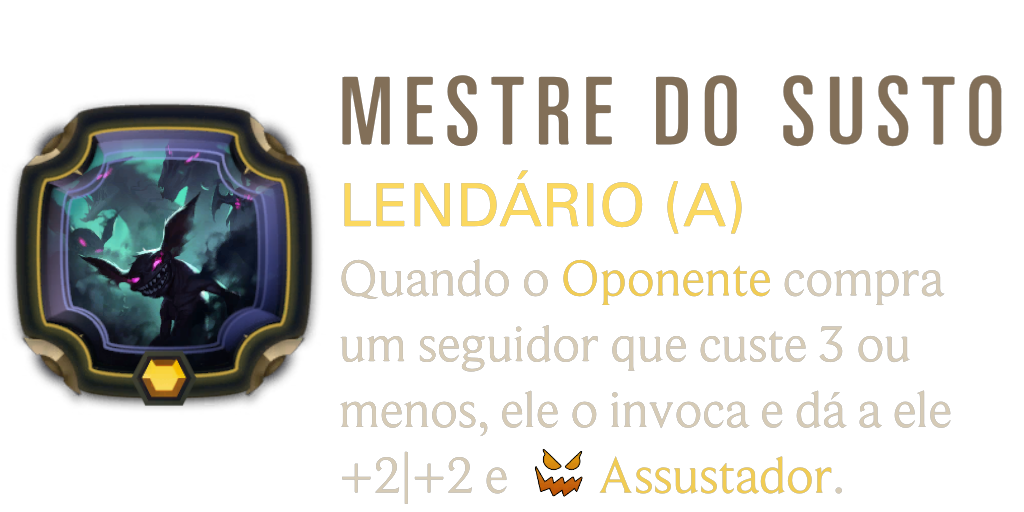 MESTRE DO SUSTO
LENDÁRIO (A)
Quando o Oponente compra
um seguidor que custe 3 ou
menos, ele o invoca e dá a ele
+2|+2 e Assustador.